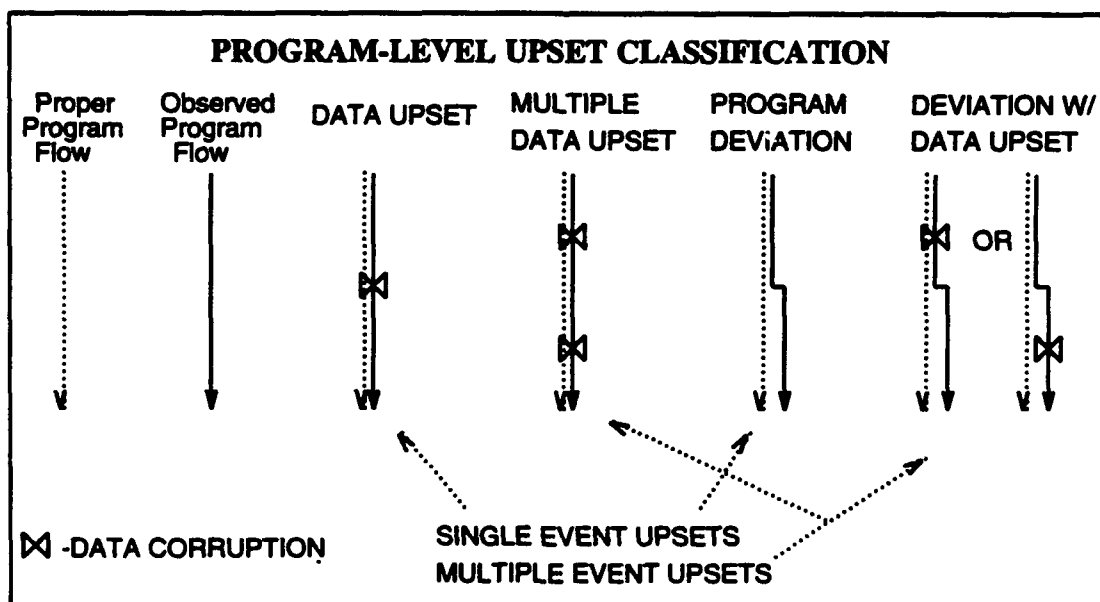 PROGRAM-LEVEL UPSET CLASSIFICATION
Proper
Program
Flow
Observed
Program
Flow
DATA UPSET
MULTIPLE
DATA UPSET
PROGRAM
DEVIATION
DEVIATION W/
DATA UPSET
OR
SINGLE EVENT UPSETS
MULTIPLE EVENT UPSETS
-DATA CORRUPTION